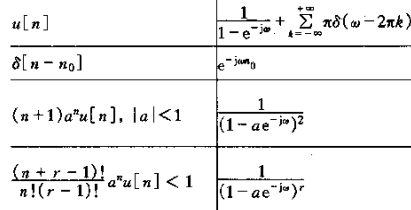 u[n] 1/(1-e^{-jω}) + Σ_{k=-∞}^{+∞} πδ(ω-2πk)
δ[n-n₀] e^{-jωn₀}
(n+1)aⁿu[n], |a|<1 1/(1-ae^{-jω})²
(n+r-1)!/(n!(r-1)!) aⁿu[n]<1 1/(1-ae^{-jω})^r